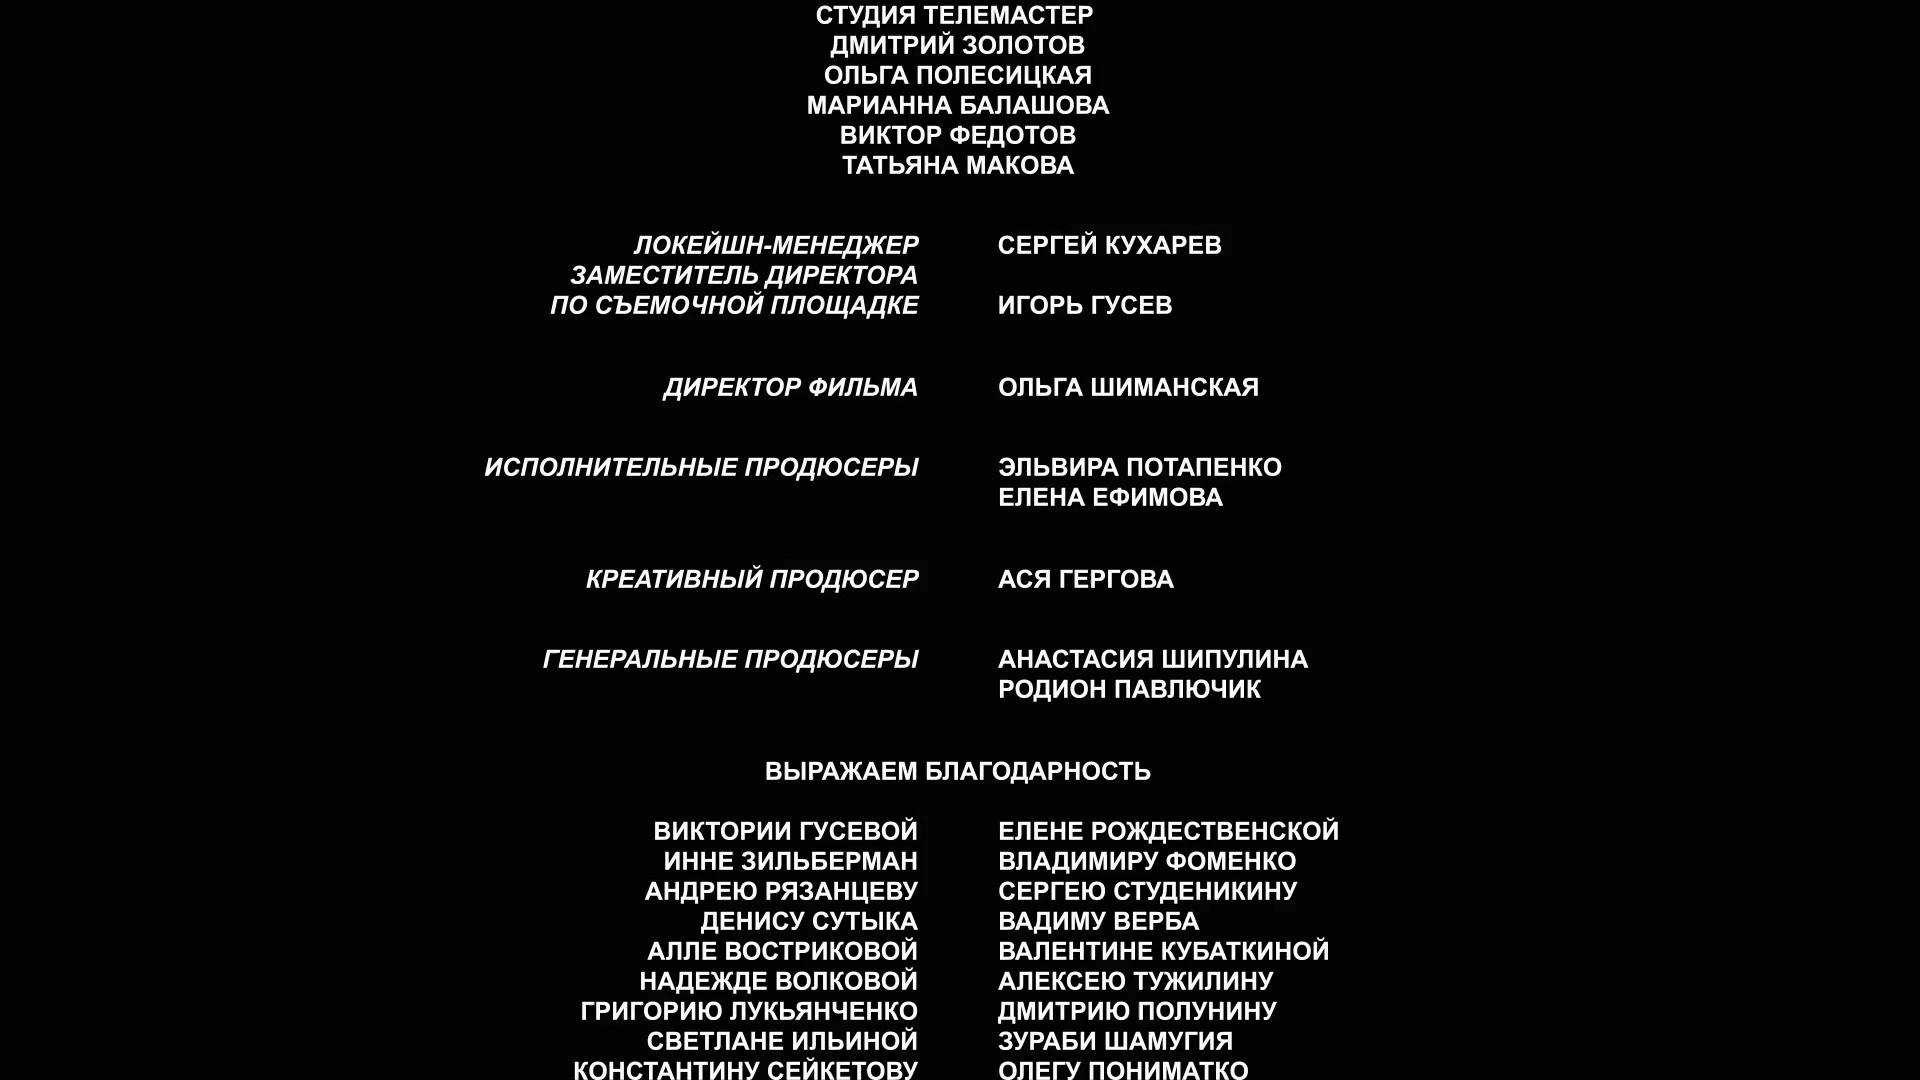 СТУДИЯ ТЕЛЕМАСТЕР
ДМИТРИЙ ЗОЛОТОВ
ОЛЬГА ПОЛЕСИЦКАЯ
МАРИАННА БАЛАШОВА
ВИКТОР ФЕДОТОВ
ТАТЬЯНА МАКОВА
ЛОКЕЙШН-МЕНЕДЖЕР СЕРГЕЙ КУХАРЕВ
ЗАМЕСТИТЕЛЬ ДИРЕКТОРА
ПО СЪЕМОЧНОЙ ПЛОЩАДКЕ ИГОРЬ ГУСЕВ
ДИРЕКТОР ФИЛЬМА ОЛЬГА ШИМАНСКАЯ
ИСПОЛНИТЕЛЬНЫЕ ПРОДЮСЕРЫ ЭЛЬВИРА ПОТАПЕНКО
ЕЛЕНА ЕФИМОВА
КРЕАТИВНЫЙ ПРОДЮСЕР АСЯ ГЕРГОВА
ГЕНЕРАЛЬНЫЕ ПРОДЮСЕРЫ АНАСТАСИЯ ШИПУЛИНА
РОДИОН ПАВЛЮЧИК
ВЫРАЖАЕМ БЛАГОДАРНОСТЬ
ВИКТОРИИ ГУСЕВОЙ ЕЛЕНЕ РОЖДЕСТВЕНСКОЙ
ИННЕ ЗИЛЬБЕРМАН ВЛАДИМИРУ ФОМЕНКО
АНДРЕЮ РЯЗАНЦЕВУ СЕРГЕЮ СТУДЕНИКИНУ
ДЕНИСУ СУТЫКА ВАДИМУ ВЕРБА
АЛЛЕ ВОСТРИКОВОЙ ВАЛЕНТИНЕ КУБАТКИНОЙ
НАДЕЖДЕ ВОЛКОВОЙ АЛЕКСЕЮ ТУЖИЛИНУ
ГРИГОРИЮ ЛУКЬЯНЧЕНКО ДМИТРИЮ ПОЛУНИНУ
СВЕТЛАНЕ ИЛЬИНОЙ ЗУРАБИ ШАМУГИЯ
КОНСТАНТИНУ СЕЙКЕТОВУ ОЛЕГУ ПОНИМАТКО